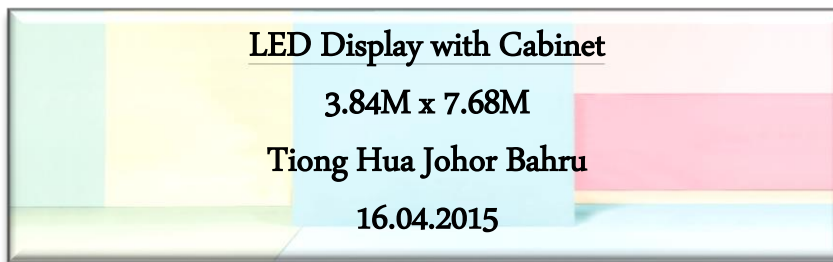 LED Display with Cabinet
3.84M x 7.68M
Tiong Hua Johor Bahru
16.04.2015